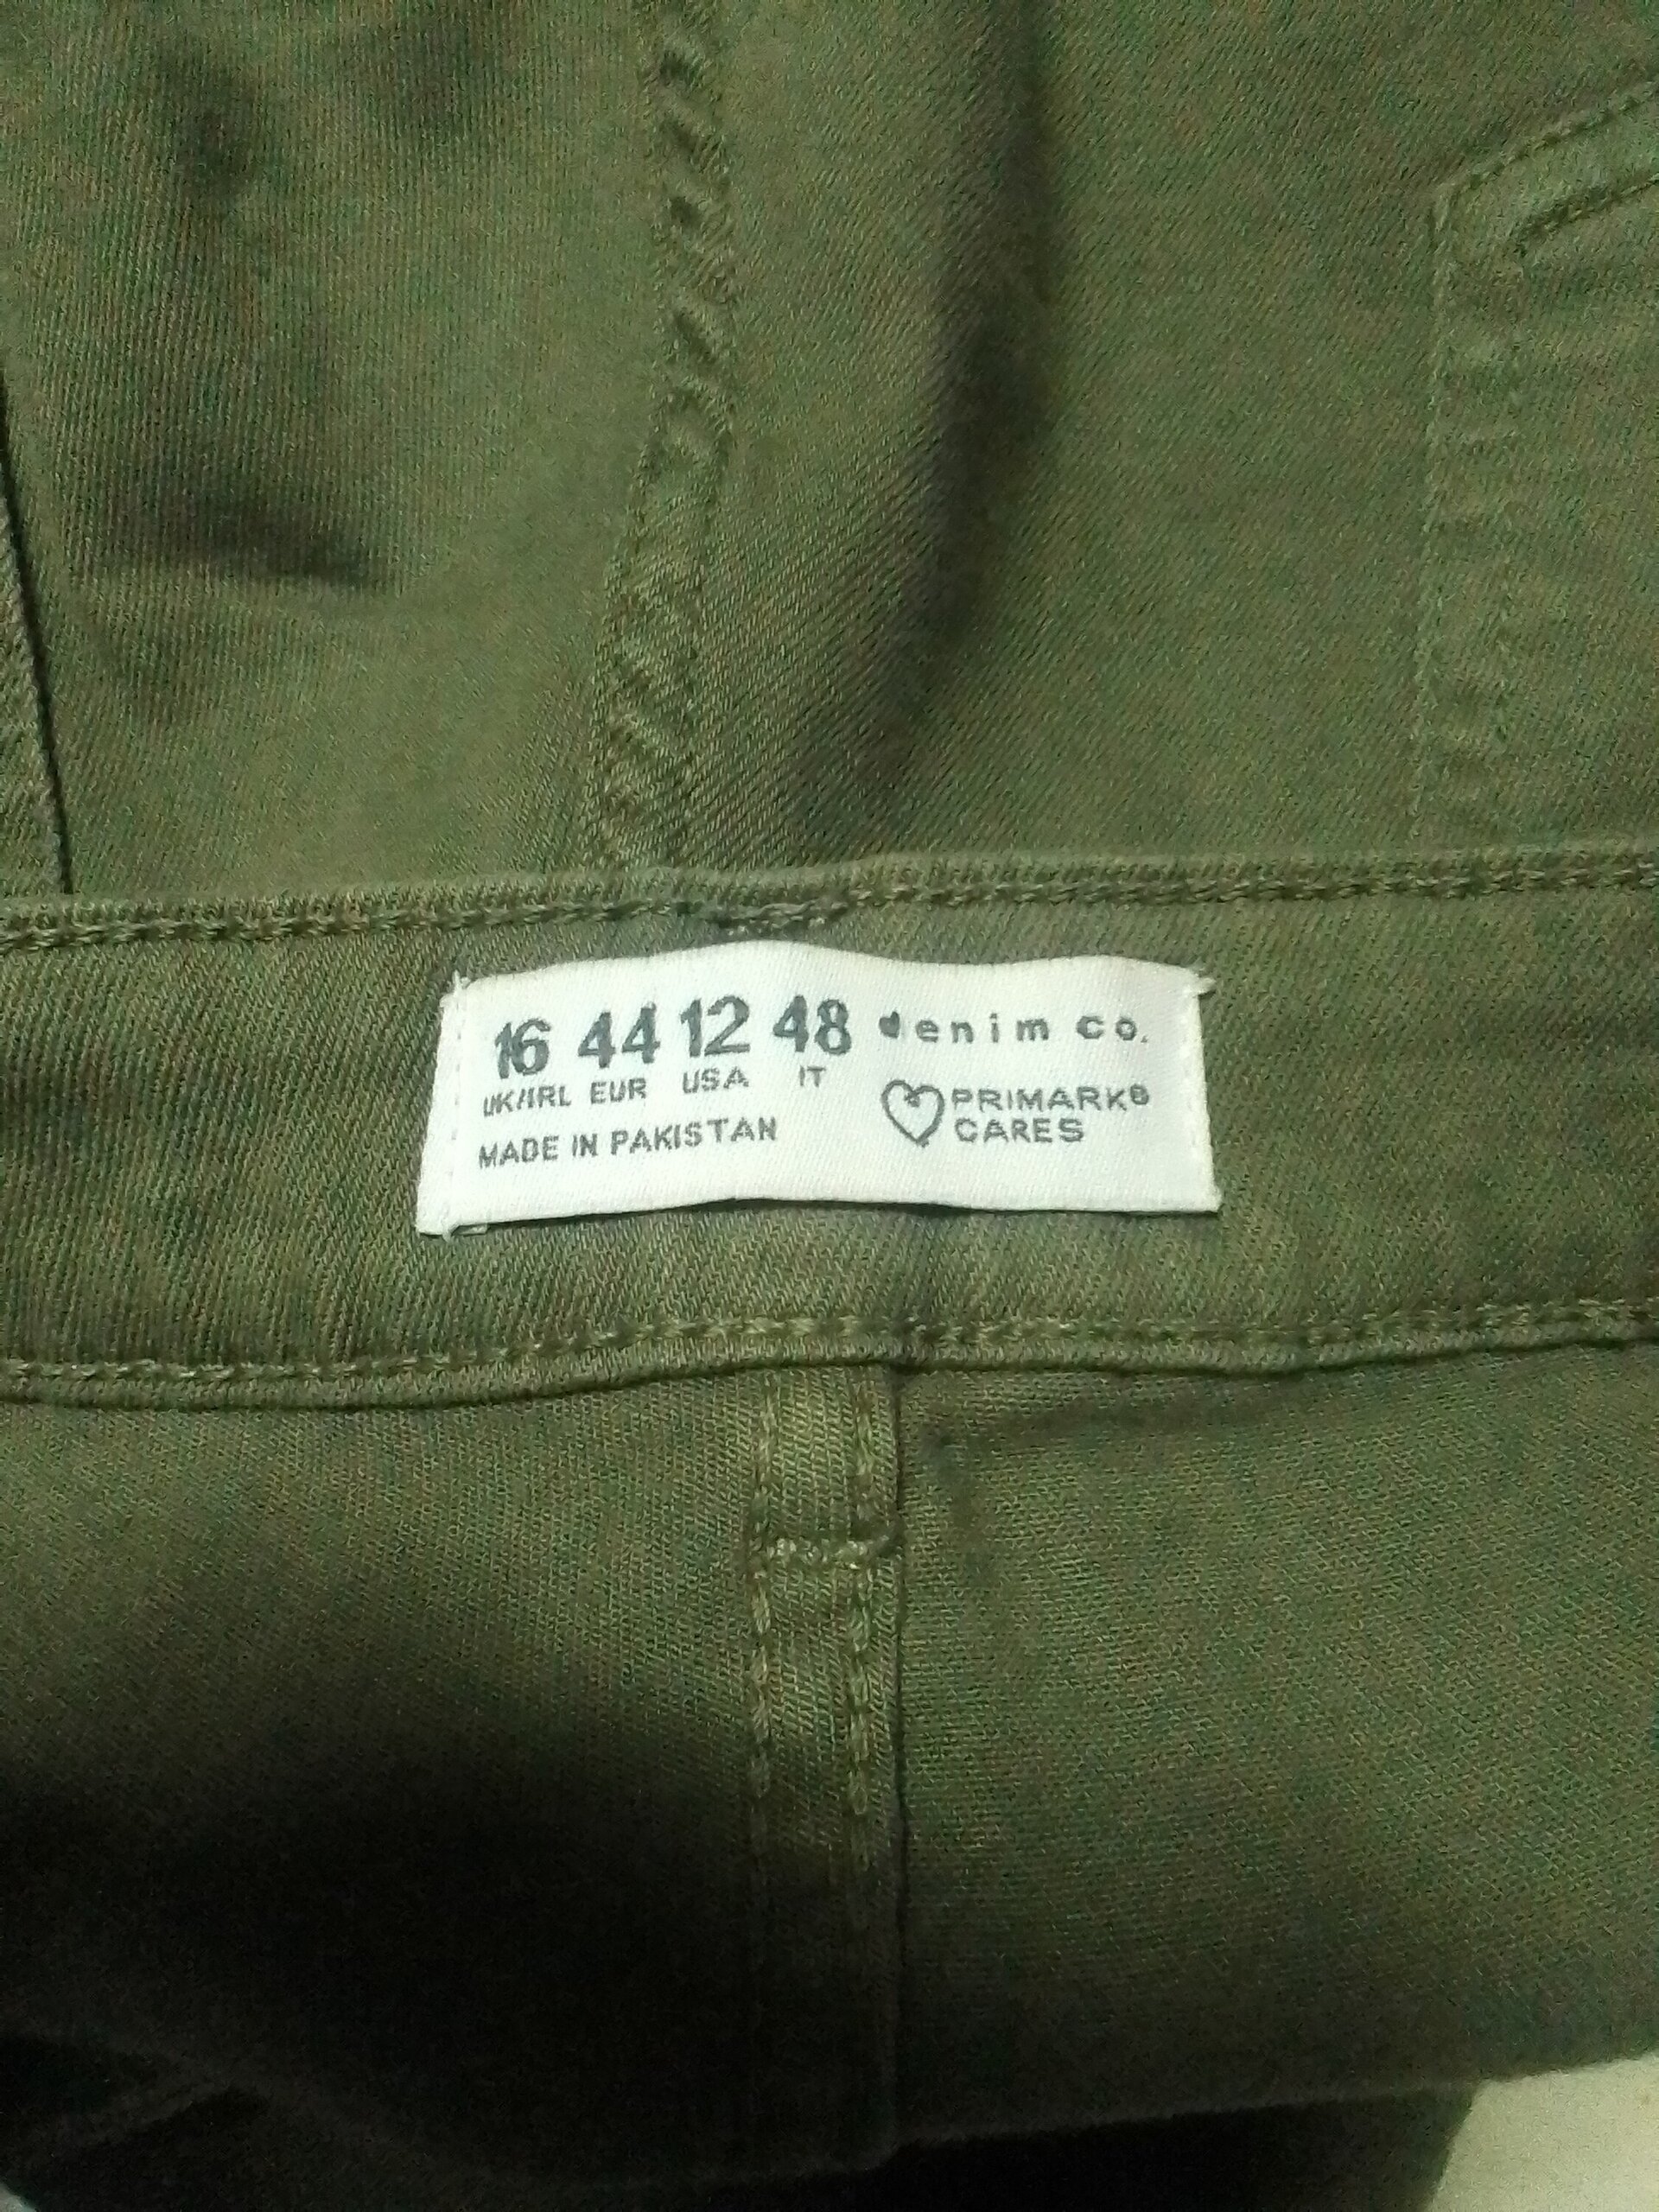 16 44 12 48
UK/IRL EUR USA IT
MADE IN PAKISTAN
denim co.
PRIMARK®
CARES